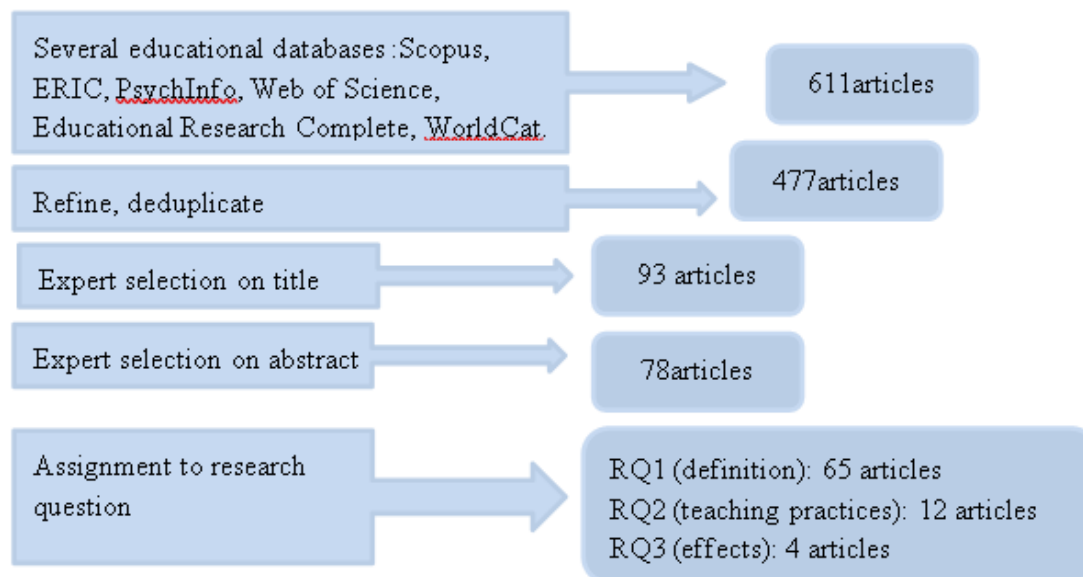 Several educational databases :Scopus,
ERIC, PsychInfo, Web of Science,
Educational Research Complete, WorldCat.
611articles
Refine, deduplicate
477articles
Expert selection on title
93 articles
Expert selection on abstract
78articles
Assignment to research
question
RQ1 (definition): 65 articles
RQ2 (teaching practices): 12 articles
RQ3 (effects): 4 articles